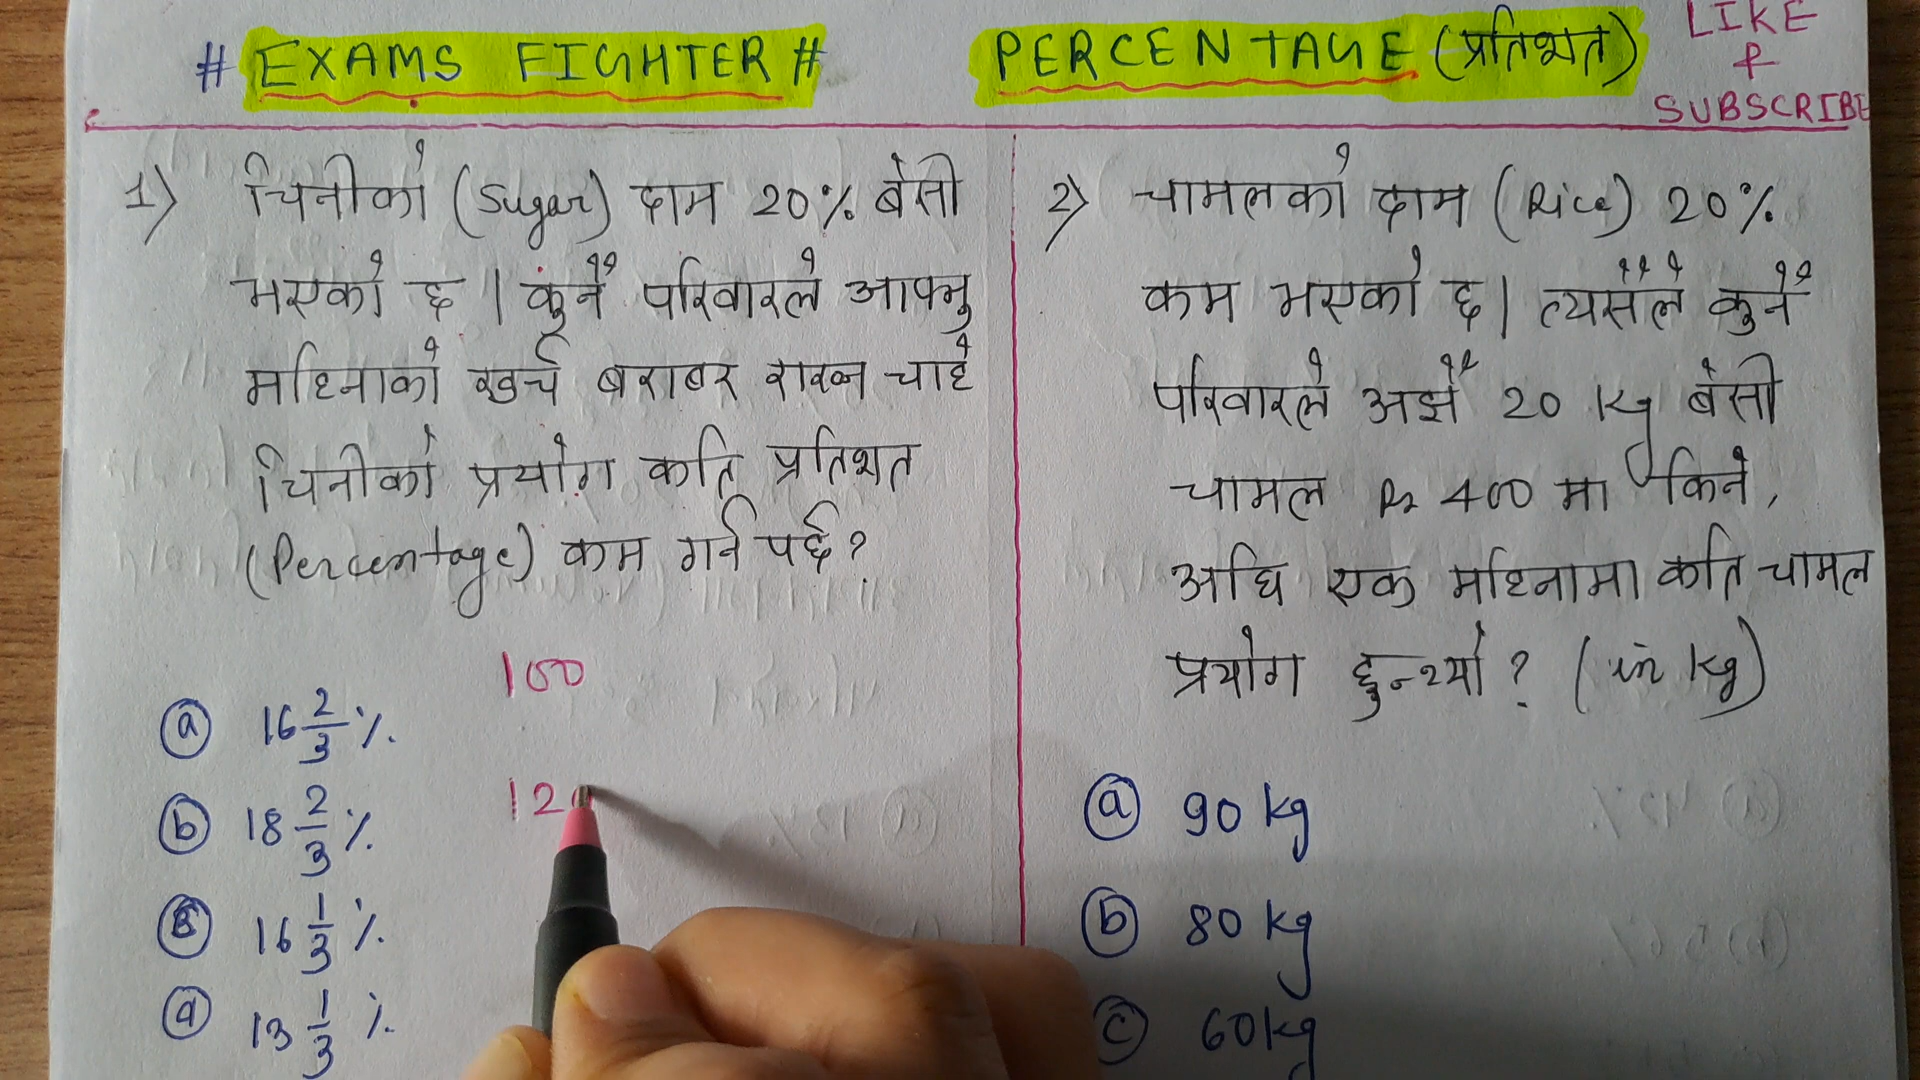 # EXAMS FIGHTER #
PERCENTAGE (प्रतिशत)
LIKE
&
SUBSCRIBE
1) चिनीको (Sugar) दाम 20% बेसी
भएको छ । कुनै परिवारले आफ्नु
महिनाको खर्च बराबर राख्न चाहे
चिनीको प्रयोग कति प्रतिशत
(Percentage) कम गर्न पर्छ ?
100
120
ⓐ 16 2/3 %.
ⓑ 18 2/3 %.
ⓒ 16 1/3 %.
ⓓ 13 1/3 %.
2) चामलको दाम (Rice) 20%.
कम भएको छ । त्यसैले कुनै
परिवारले अझै 20 kg बेसी
चामल Rs 400 मा किने,
अघि एक महिनामा कति चामल
प्रयोग हुन्थ्यो ? (in kg)
ⓐ 90 kg
ⓑ 80 kg
ⓒ 60 kg